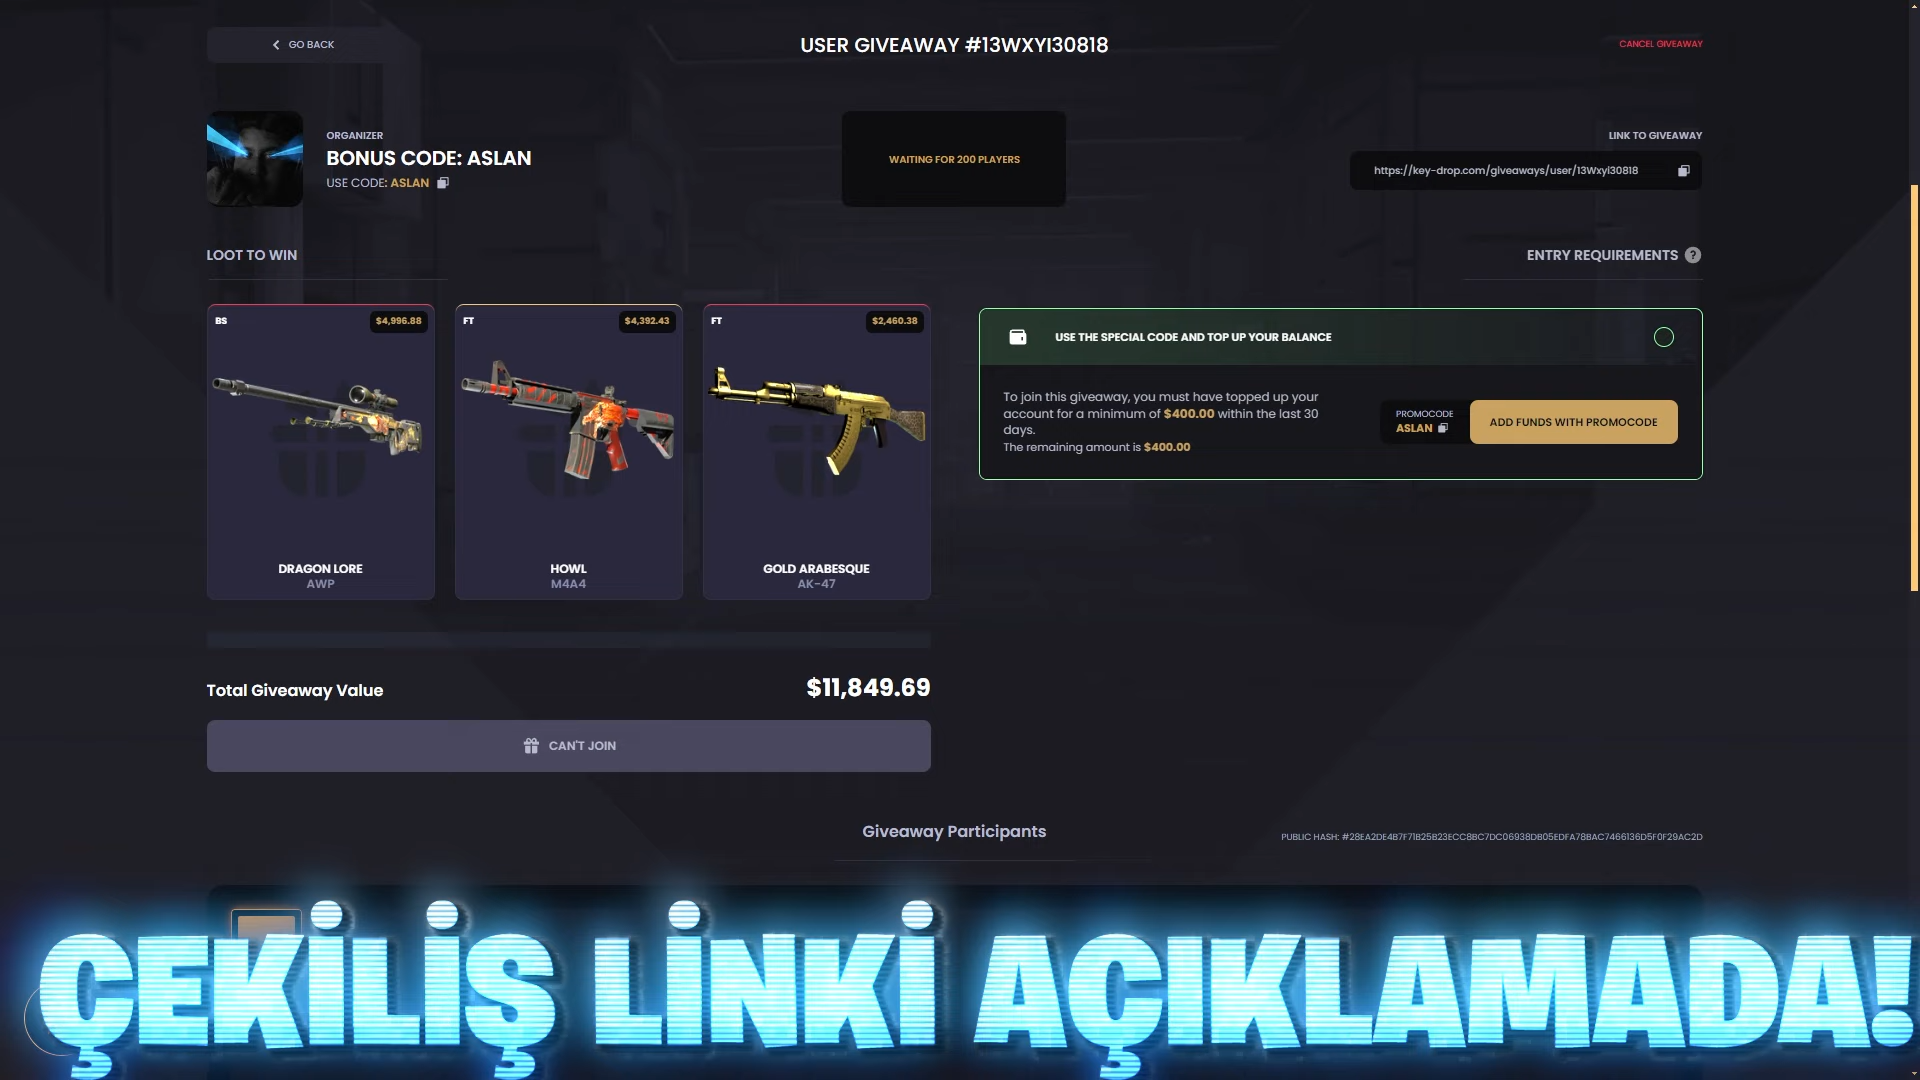 GO BACK
USER GIVEAWAY #13WXYI30818
CANCEL GIVEAWAY
ORGANIZER
BONUS CODE: ASLAN
USE CODE: ASLAN
WAITING FOR 200 PLAYERS
LINK TO GIVEAWAY
https://key-drop.com/giveaways/user/13Wxyi30818
LOOT TO WIN
ENTRY REQUIREMENTS ?
BS
$4,996.88
DRAGON LORE
AWP
FT
$4,392.43
HOWL
M4A4
FT
$2,460.38
GOLD ARABESQUE
AK-47
USE THE SPECIAL CODE AND TOP UP YOUR BALANCE
To join this giveaway, you must have topped up your
account for a minimum of $400.00 within the last 30
days.
The remaining amount is $400.00
PROMOCODE
ASLAN
ADD FUNDS WITH PROMOCODE
Total Giveaway Value
$11,849.69
CAN'T JOIN
Giveaway Participants
PUBLIC HASH: #28EA2DE4B7F71B25B23ECC8BC7DC06938DB05EDFA78BAC7466136D5F0F29AC2D
ÇEKİLİŞ LİNKİ AÇIKLAMADA!